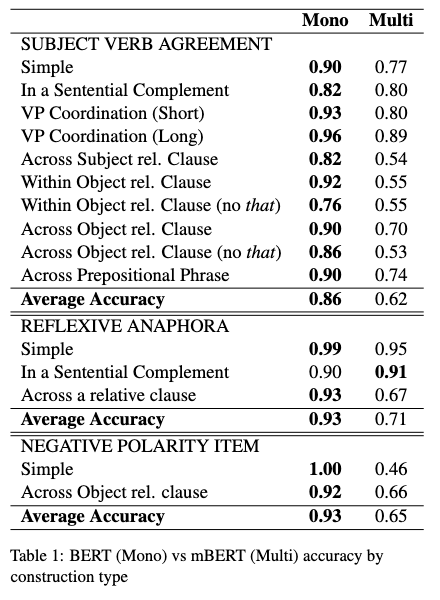 Mono Multi
SUBJECT VERB AGREEMENT
Simple 0.90 0.77
In a Sentential Complement 0.82 0.80
VP Coordination (Short) 0.93 0.80
VP Coordination (Long) 0.96 0.89
Across Subject rel. Clause 0.82 0.54
Within Object rel. Clause 0.92 0.55
Within Object rel. Clause (no that) 0.76 0.55
Across Object rel. Clause 0.90 0.70
Across Object rel. Clause (no that) 0.86 0.53
Across Prepositional Phrase 0.90 0.74
Average Accuracy 0.86 0.62
REFLEXIVE ANAPHORA
Simple 0.99 0.95
In a Sentential Complement 0.90 0.91
Across a relative clause 0.93 0.67
Average Accuracy 0.93 0.71
NEGATIVE POLARITY ITEM
Simple 1.00 0.46
Across Object rel. clause 0.92 0.66
Average Accuracy 0.93 0.65
Table 1: BERT (Mono) vs mBERT (Multi) accuracy by
construction type